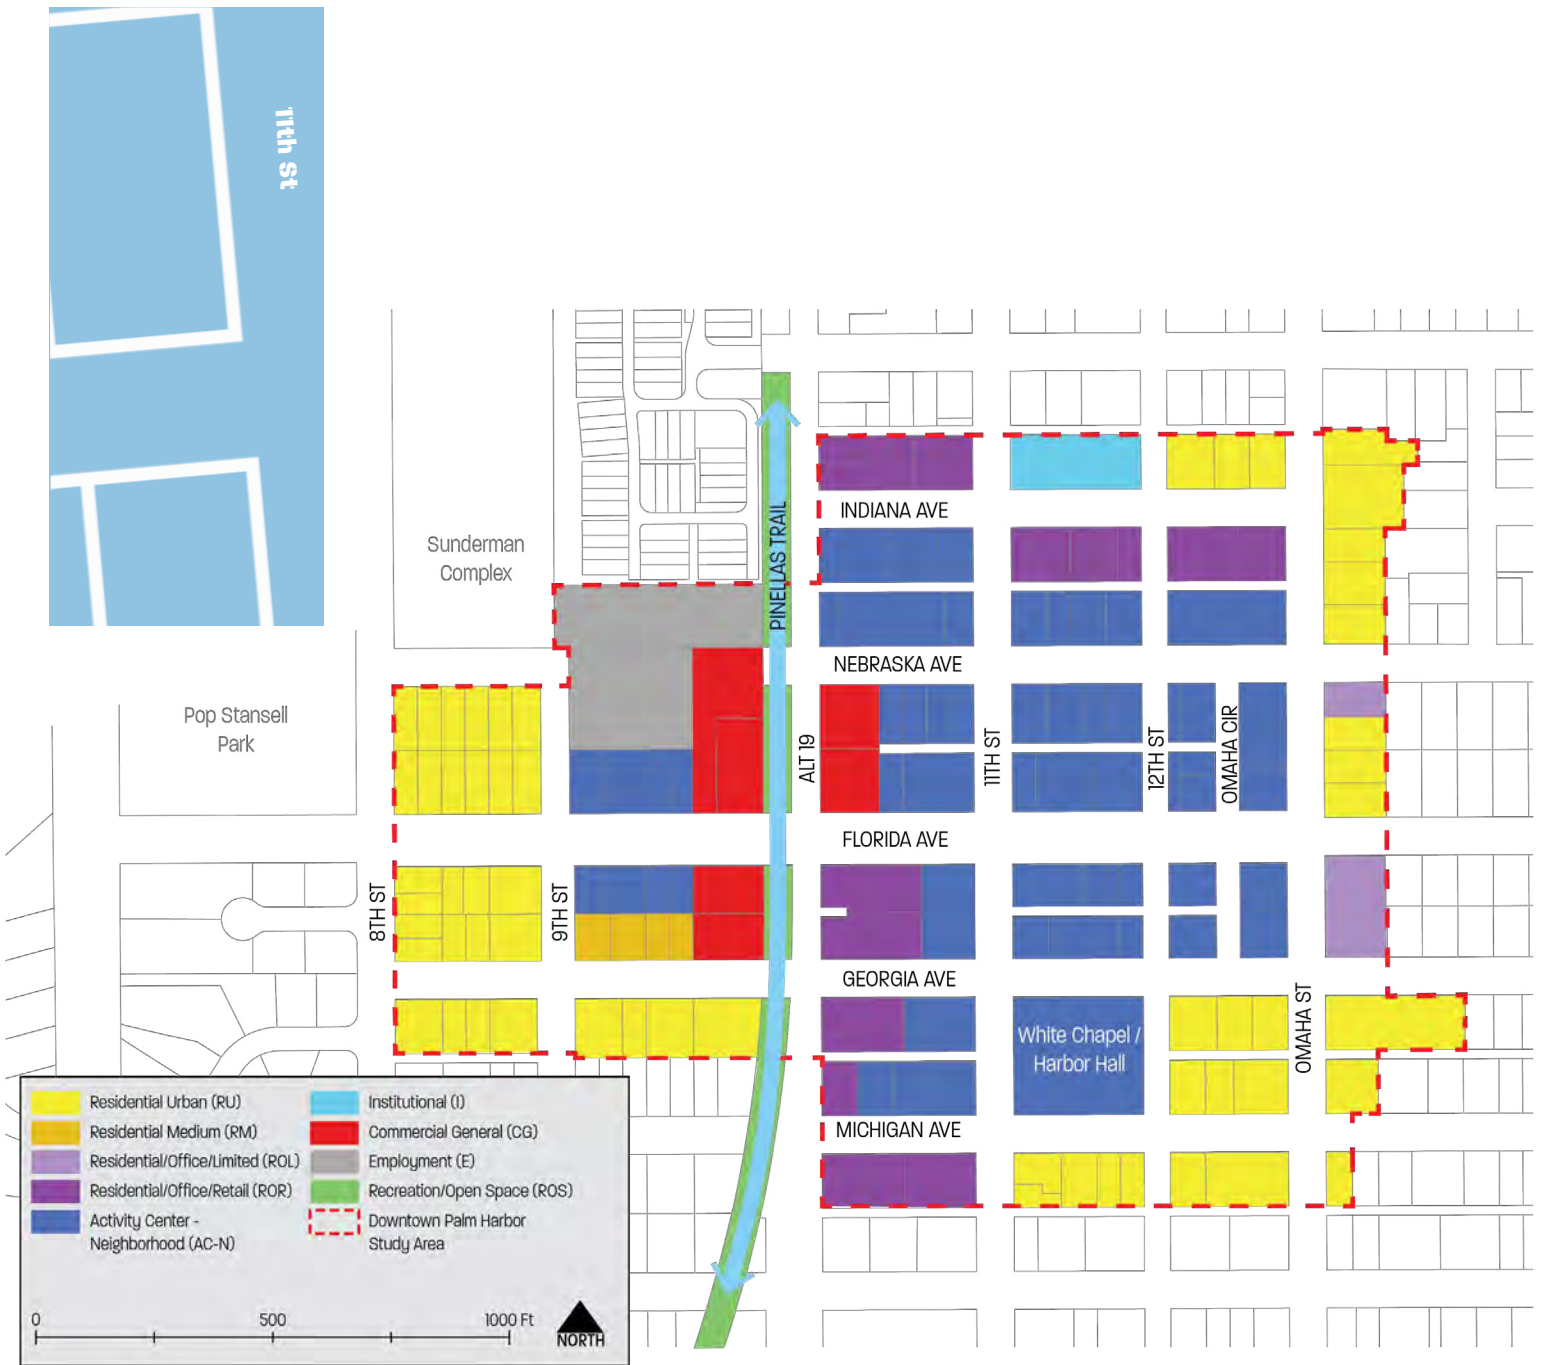 11th St
INDIANA AVE
PINELLAS TRAIL
Sunderman
Complex
NEBRASKA AVE
Pop Stansell
Park
ALT 19
11TH ST
12TH ST
OMAHA CIR
FLORIDA AVE
8TH ST
9TH ST
GEORGIA AVE
OMAHA ST
White Chapel /
Harbor Hall
MICHIGAN AVE
Residential Urban (RU)
Residential Medium (RM)
Residential/Office/Limited (ROL)
Residential/Office/Retail (ROR)
Activity Center -
Neighborhood (AC-N)
Institutional (I)
Commercial General (CG)
Employment (E)
Recreation/Open Space (ROS)
Downtown Palm Harbor
Study Area
0 500 1000 Ft
NORTH